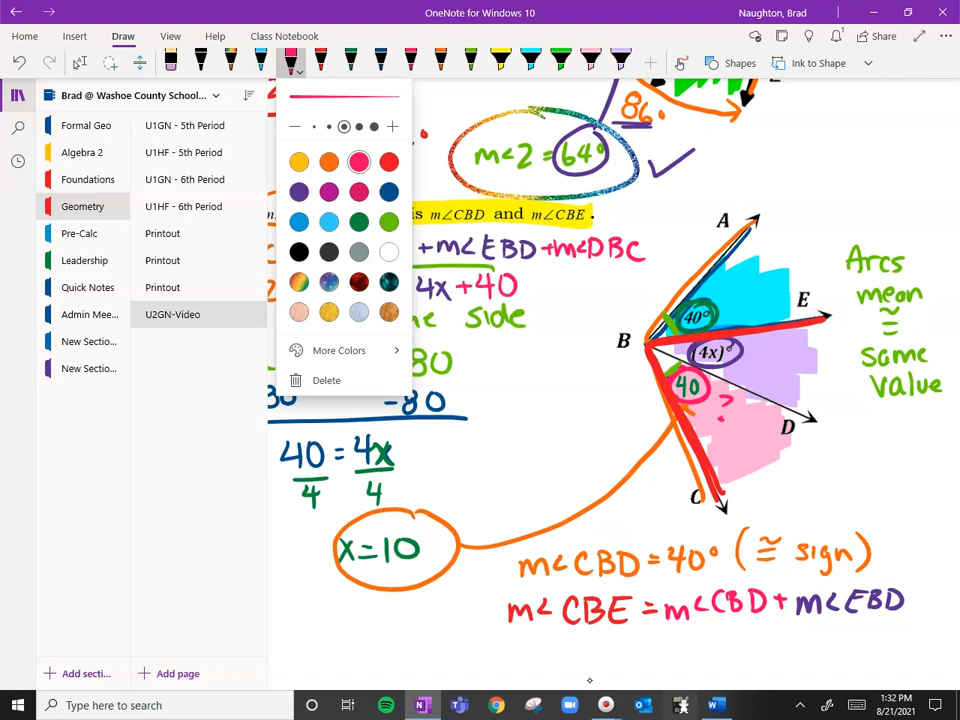 OneNote for Windows 10
Naughton, Brad
Home Insert Draw View Help Class Notebook
Share
Shapes Ink to Shape
Brad @ Washoe County School...
Formal Geo
Algebra 2
Foundations
Geometry
Pre-Calc
Leadership
Quick Notes
Admin Mee...
New Sectio...
New Sectio...
U1GN - 5th Period
U1HF - 5th Period
U1GN - 6th Period
U1HF - 6th Period
Printout
Printout
Printout
U2GN-Video
Add secti...
Add page
More Colors
Delete
86°
m∠2 = 64°
is m∠CBD and m∠CBE.
+m∠EBD+m∠DBC
4x+40
side
80
-80
40 = 4x
4 4
x=10
A
E
B
D
C
40°
(4x)°
40
?
Arcs
mean
≅
same
value
m∠CBD=40° (≅ sign)
m∠CBE = m∠CBD+ m∠EBD
Type here to search
1:32 PM
8/21/2021